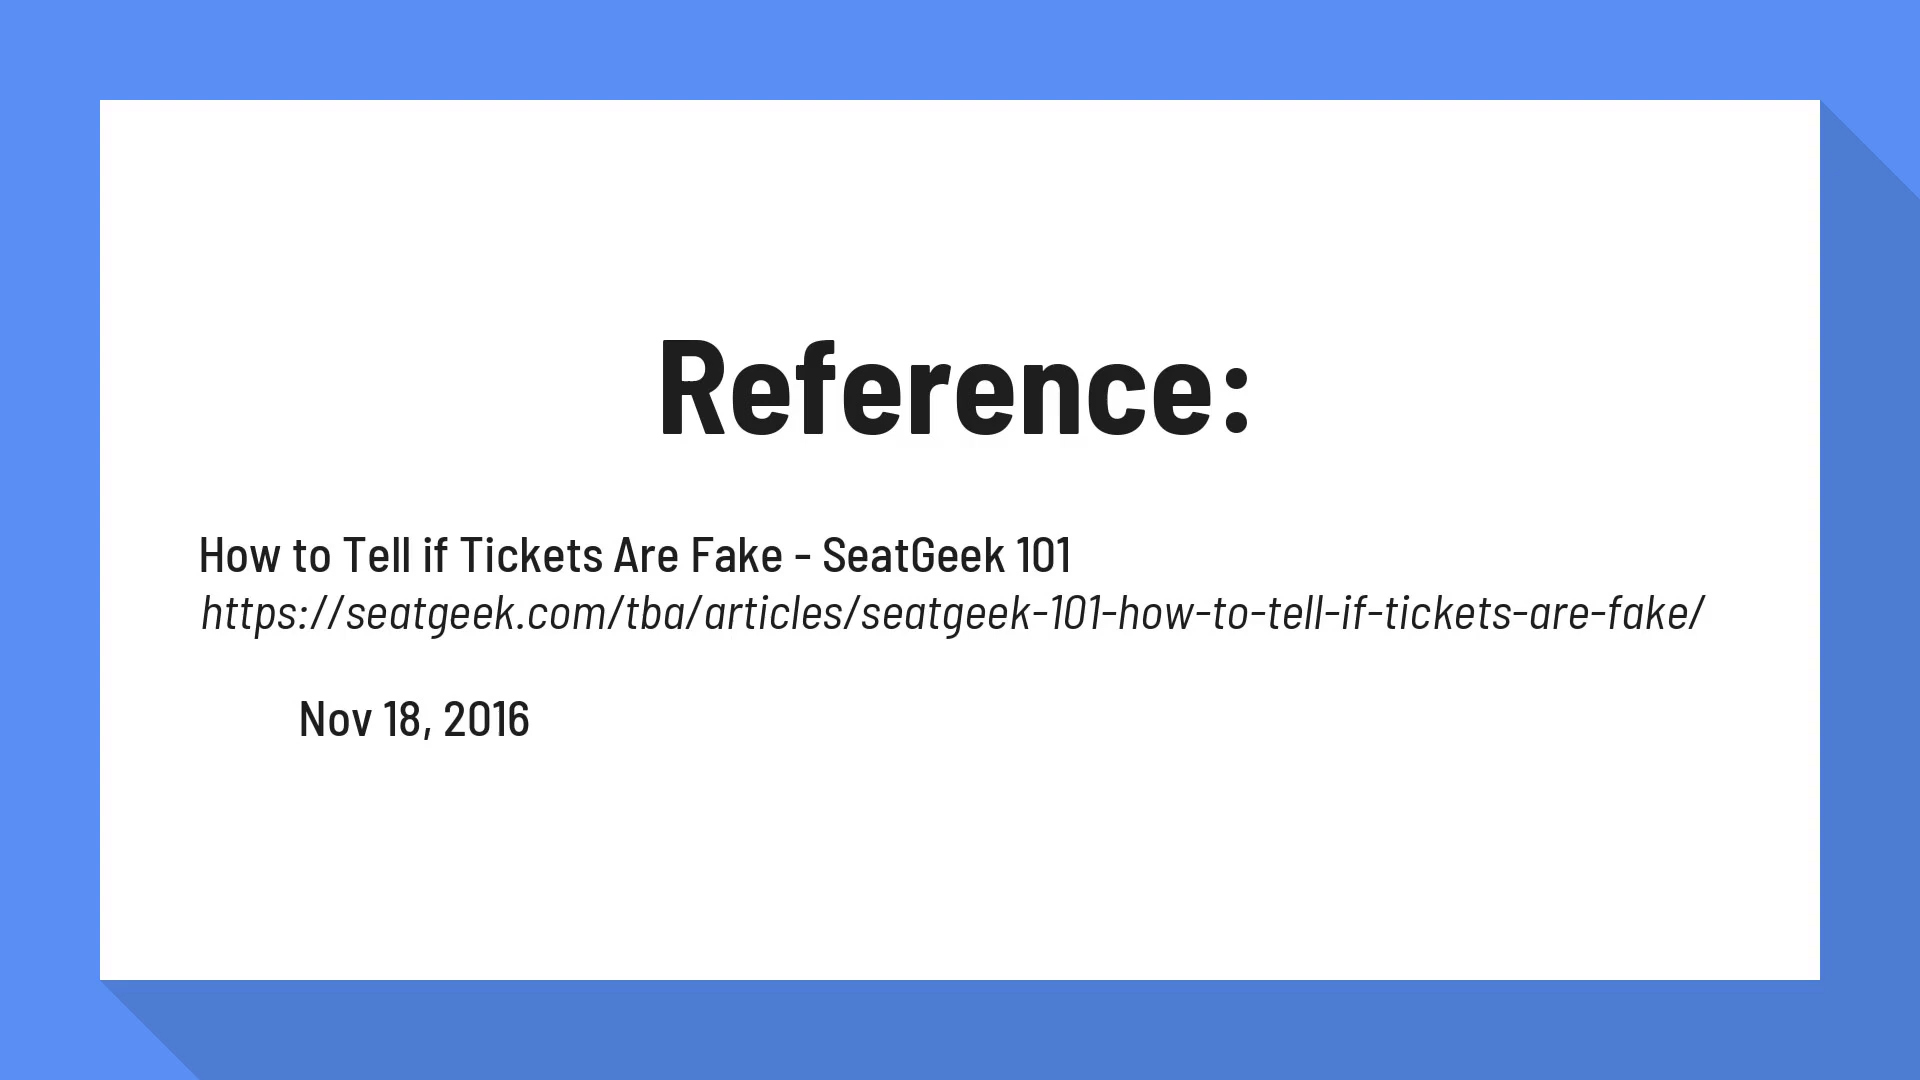 Reference:
How to Tell if Tickets Are Fake - SeatGeek 101
https://seatgeek.com/tba/articles/seatgeek-101-how-to-tell-if-tickets-are-fake/
Nov 18, 2016